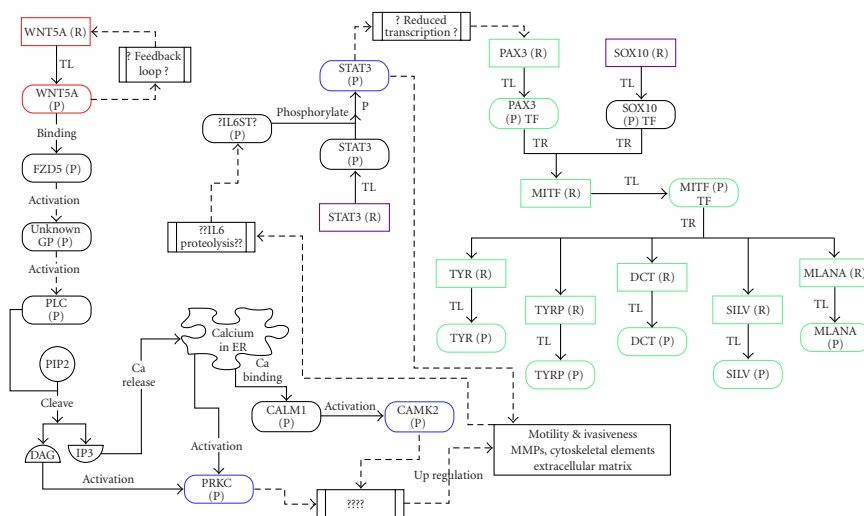 WNT5A (R)
TL
WNT5A
(P)
? Feedback
loop ?
Binding
FZD5 (P)
Activation
Unknown
GP (P)
Activation
PLC
(P)
PIP2
Cleave
DAG
IP3
Activation
Ca
release
Calcium
in ER
Ca
binding
CALM1
(P)
Activation
CAMK2
(P)
Activation
PRKC
(P)
????
Up regulation
Motility & ivasiveness
MMPs, cytoskeletal elements
extracellular matrix
??IL6
proteolysis??
?IL6ST?
(P)
Phosphorylate
P
STAT3
(P)
STAT3
(P)
TL
STAT3 (R)
? Reduced
transcription ?
PAX3 (R)
TL
PAX3
(P) TF
TR
SOX10 (R)
TL
SOX10
(P) TF
TR
MITF (R)
TL
MITF (P)
TF
TR
TYR (R)
TL
TYR (P)
TYRP (R)
TL
TYRP (P)
DCT (R)
TL
DCT (P)
SILV (R)
TL
SILV (P)
MLANA (R)
TL
MLANA
(P)